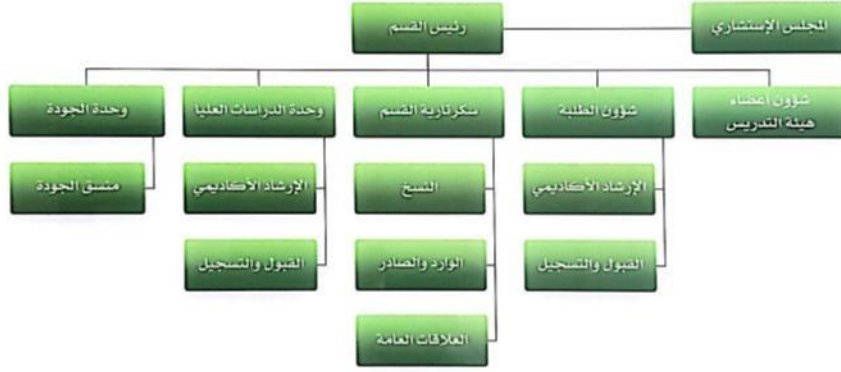 المجلس الإستشاري
رئيس القسم
شؤون أعضاء
هيئة التدريس
شؤون الطلبة
سكرتارية القسم
وحدة الدراسات العليا
وحدة الجودة
الإرشاد الأكاديمي
النسخ
الإرشاد الأكاديمي
منسق الجودة
القبول والتسجيل
الوارد والصادر
القبول والتسجيل
العلاقات العامة